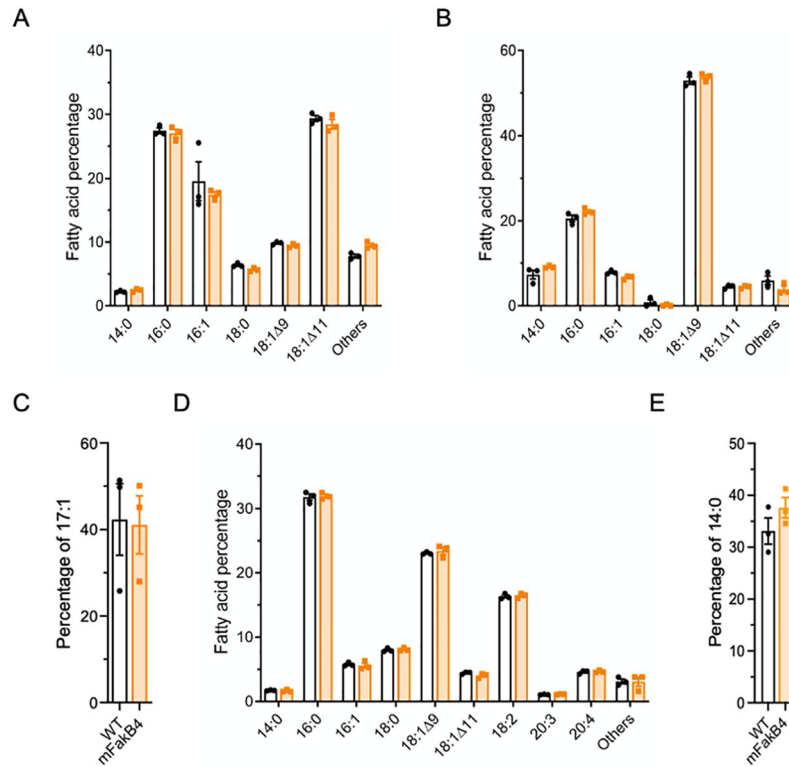 A
Fatty acid percentage
40
30
20
10
0
14:0
16:0
16:1
18:0
18:1Δ9
18:1Δ11
Others
B
Fatty acid percentage
60
40
20
0
14:0
16:0
16:1
18:0
18:1Δ9
18:1Δ11
Others
C
Percentage of 17:1
60
40
20
0
WT
mFakB4
D
Fatty acid percentage
40
30
20
10
0
14:0
16:0
16:1
18:0
18:1Δ9
18:1Δ11
18:2
20:3
20:4
Others
E
Percentage of 14:0
50
40
30
20
10
0
WT
mFakB4